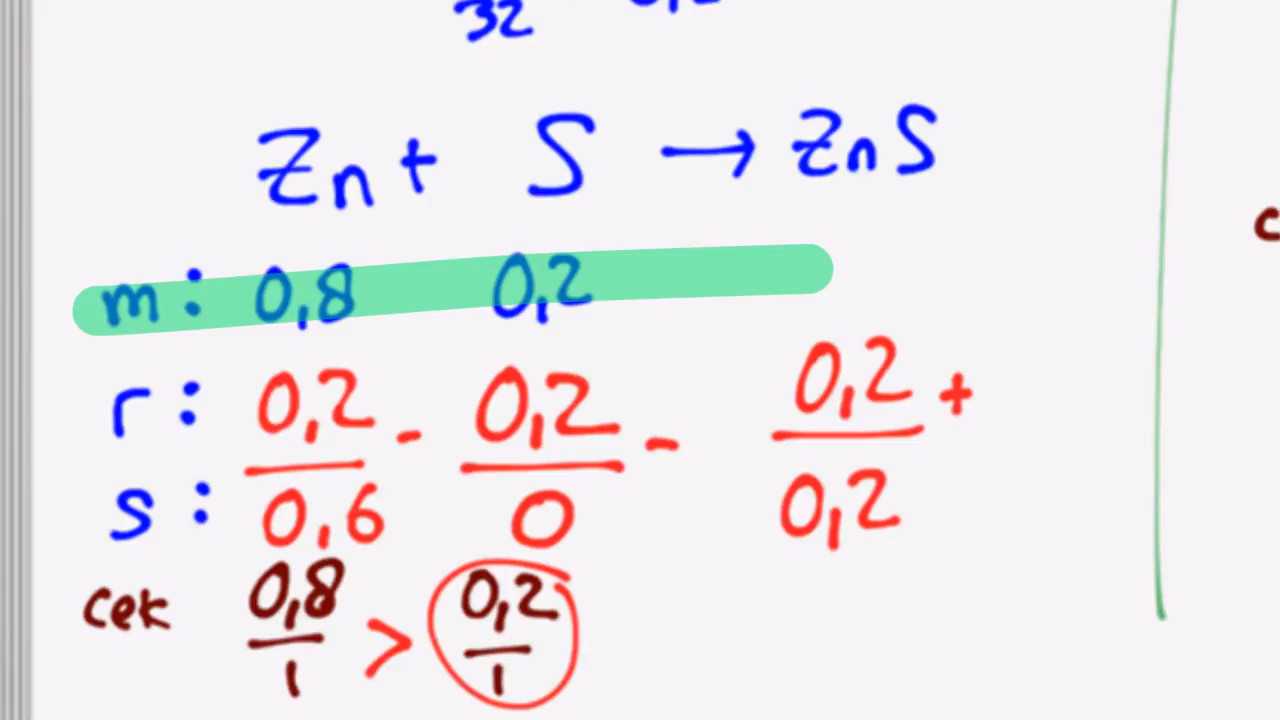 32
Zn + S → ZnS
m : 0,8 0,2
r : 0,2 - 0,2 - 0,2 +
s : 0,6 0 0,2
cek 0,8/1 > 0,2/1